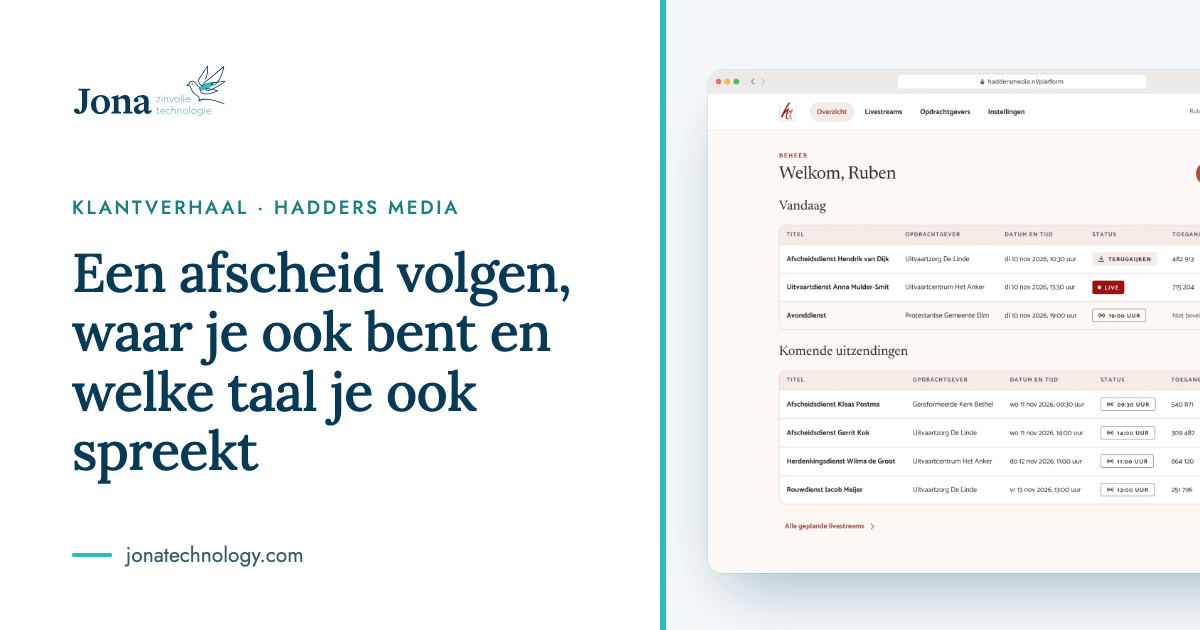 Jona zinvolle technologie
KLANTVERHAAL · HADDERS MEDIA
Een afscheid volgen,
waar je ook bent en
welke taal je ook
spreekt
jonatechnology.com
haddersmedia.nl/platform
Overzicht Livestreams Opdrachtgevers Instellingen
BEHEER
Welkom, Ruben
Vandaag
TITEL OPDRACHTGEVER DATUM EN TIJD STATUS
Afscheidsdienst Hendrik van Dijk Uitvaartzorg De Linde di 10 nov 2026, 10:30 uur TERUGKIJKEN 482 913
Uitvaartdienst Anna Mulder-Smit Uitvaartcentrum Het Anker di 10 nov 2026, 13:30 uur LIVE 715 204
Avonddienst Protestantse Gemeente Elim di 10 nov 2026, 19:00 uur 19:00 UUR Niet
Komende uitzendingen
TITEL OPDRACHTGEVER DATUM EN TIJD STATUS
Afscheidsdienst Klaas Postma Gereformeerde Kerk Bethel wo 11 nov 2026, 09:30 uur 09:30 UUR 540 871
Afscheidsdienst Gerrit Kok Uitvaartzorg De Linde wo 11 nov 2026, 14:00 uur 14:00 UUR 309 487
Herdenkingsdienst Wilma de Groot Uitvaartcentrum Het Anker do 12 nov 2026, 11:00 uur 11:00 UUR 864 120
Rouwdienst Jacob Meijer Uitvaartzorg De Linde vr 13 nov 2026, 13:00 uur 13:00 UUR 251 796
Alle geplande livestreams